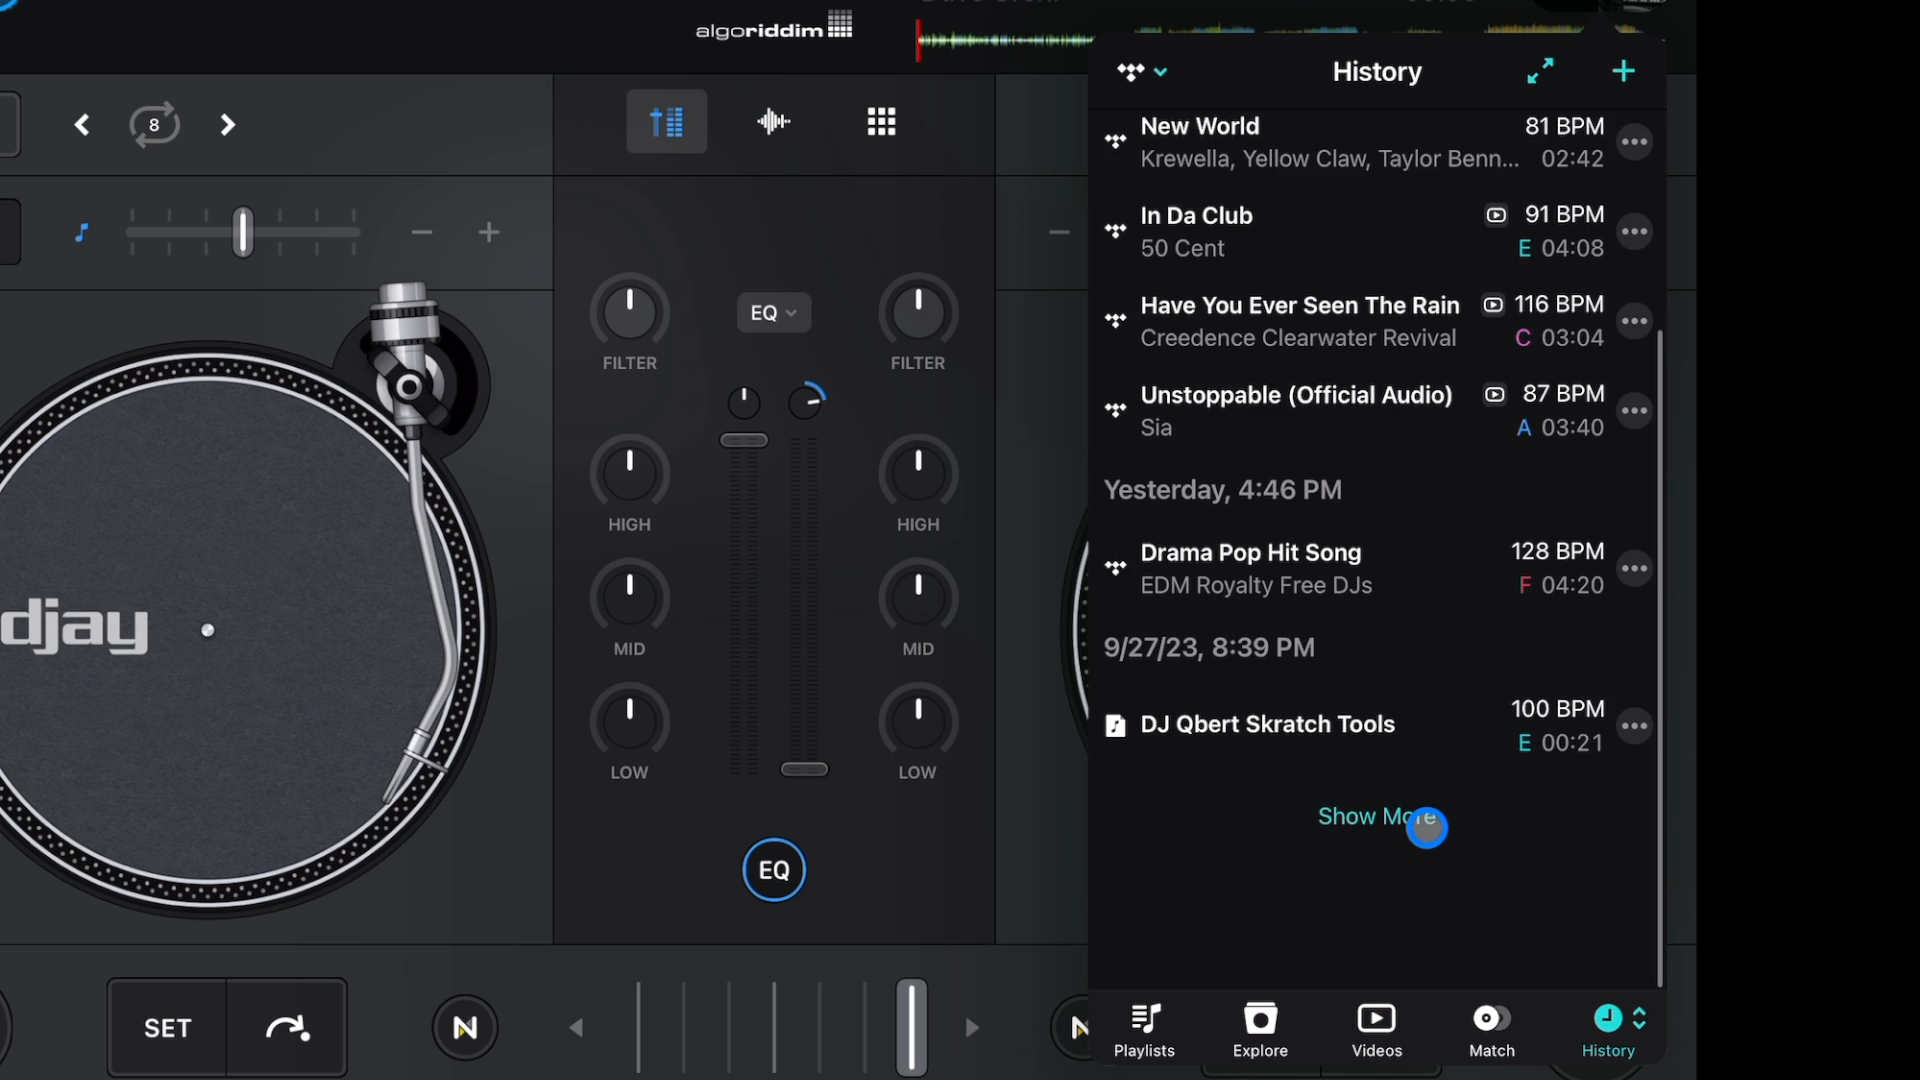 algoriddim
History
8
New World
81 BPM
Krewella, Yellow Claw, Taylor Benn...
02:42
In Da Club
91 BPM
50 Cent
E 04:08
Have You Ever Seen The Rain
116 BPM
Creedence Clearwater Revival
C 03:04
Unstoppable (Official Audio)
87 BPM
Sia
A 03:40
Yesterday, 4:46 PM
Drama Pop Hit Song
128 BPM
EDM Royalty Free DJs
F 04:20
9/27/23, 8:39 PM
DJ Qbert Skratch Tools
100 BPM
E 00:21
Show More
Playlists
Explore
Videos
Match
History
EQ
FILTER
FILTER
HIGH
HIGH
MID
MID
LOW
LOW
EQ
djay
SET
N
N